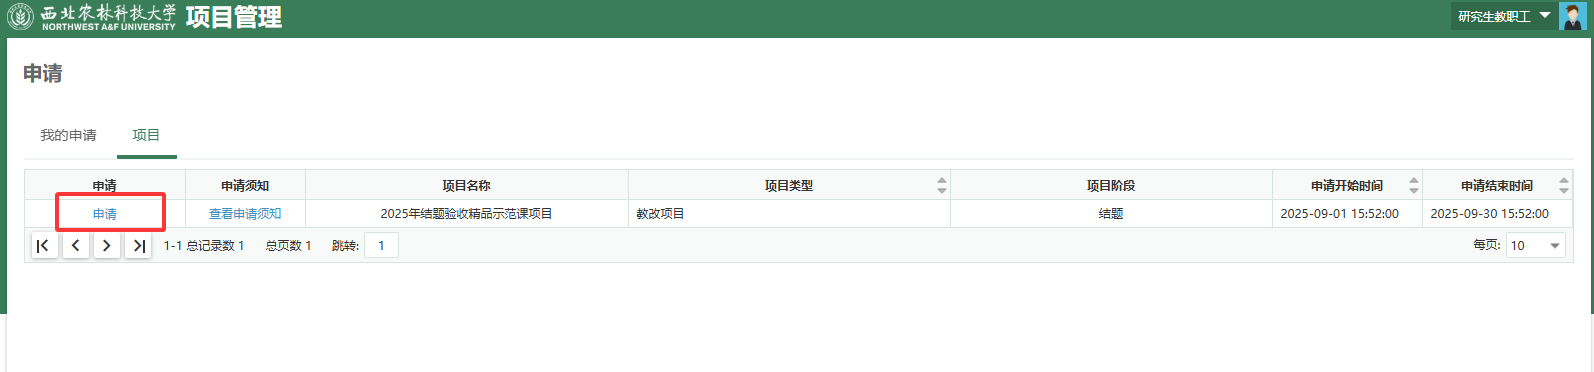 西北农林科技大学 项目管理
NORTHWEST A&F UNIVERSITY
研究生教职工
申请
我的申请 项目
申请 申请须知 项目名称 项目类型 项目阶段 申请开始时间 申请结束时间
申请 查看申请须知 2025年结题验收精品示范课项目 教改项目 结题 2025-09-01 15:52:00 2025-09-30 15:52:00
1-1 总记录数 1 总页数 1 跳转: 1 每页: 10